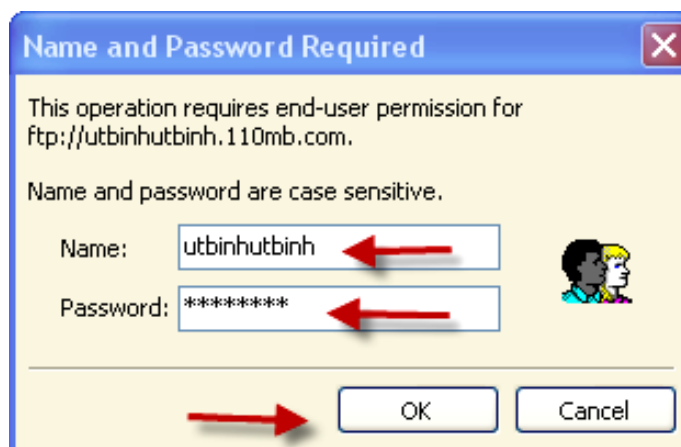 Name and Password Required
This operation requires end-user permission for
ftp://utbinhutbinh.110mb.com.
Name and password are case sensitive.
Name: utbinhutbinh
Password: ********
OK Cancel